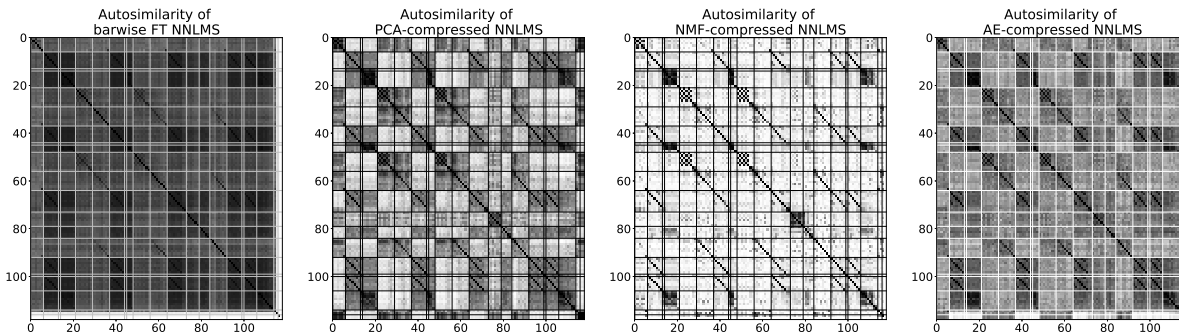 Autosimilarity of
barwise FT NNLMS
Autosimilarity of
PCA-compressed NNLMS
Autosimilarity of
NMF-compressed NNLMS
Autosimilarity of
AE-compressed NNLMS
0
20
40
60
80
100
0 20 40 60 80 100
0
20
40
60
80
100
0 20 40 60 80 100
0
20
40
60
80
100
0 20 40 60 80 100
0
20
40
60
80
100
0 20 40 60 80 100